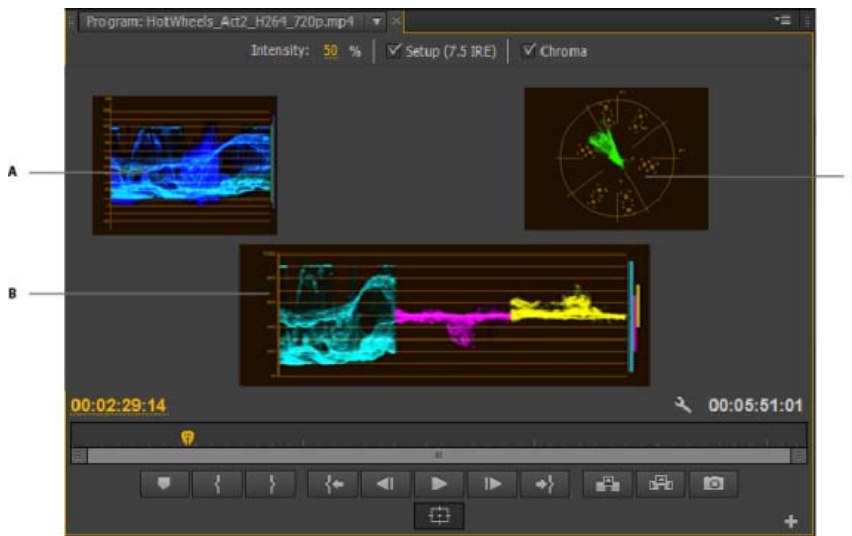 Program: HotWheels_Act2_H264_720p.mp4
Intensity: 50 % Setup (7.5 IRE) Chroma
A
B
00:02:29:14 00:05:51:01